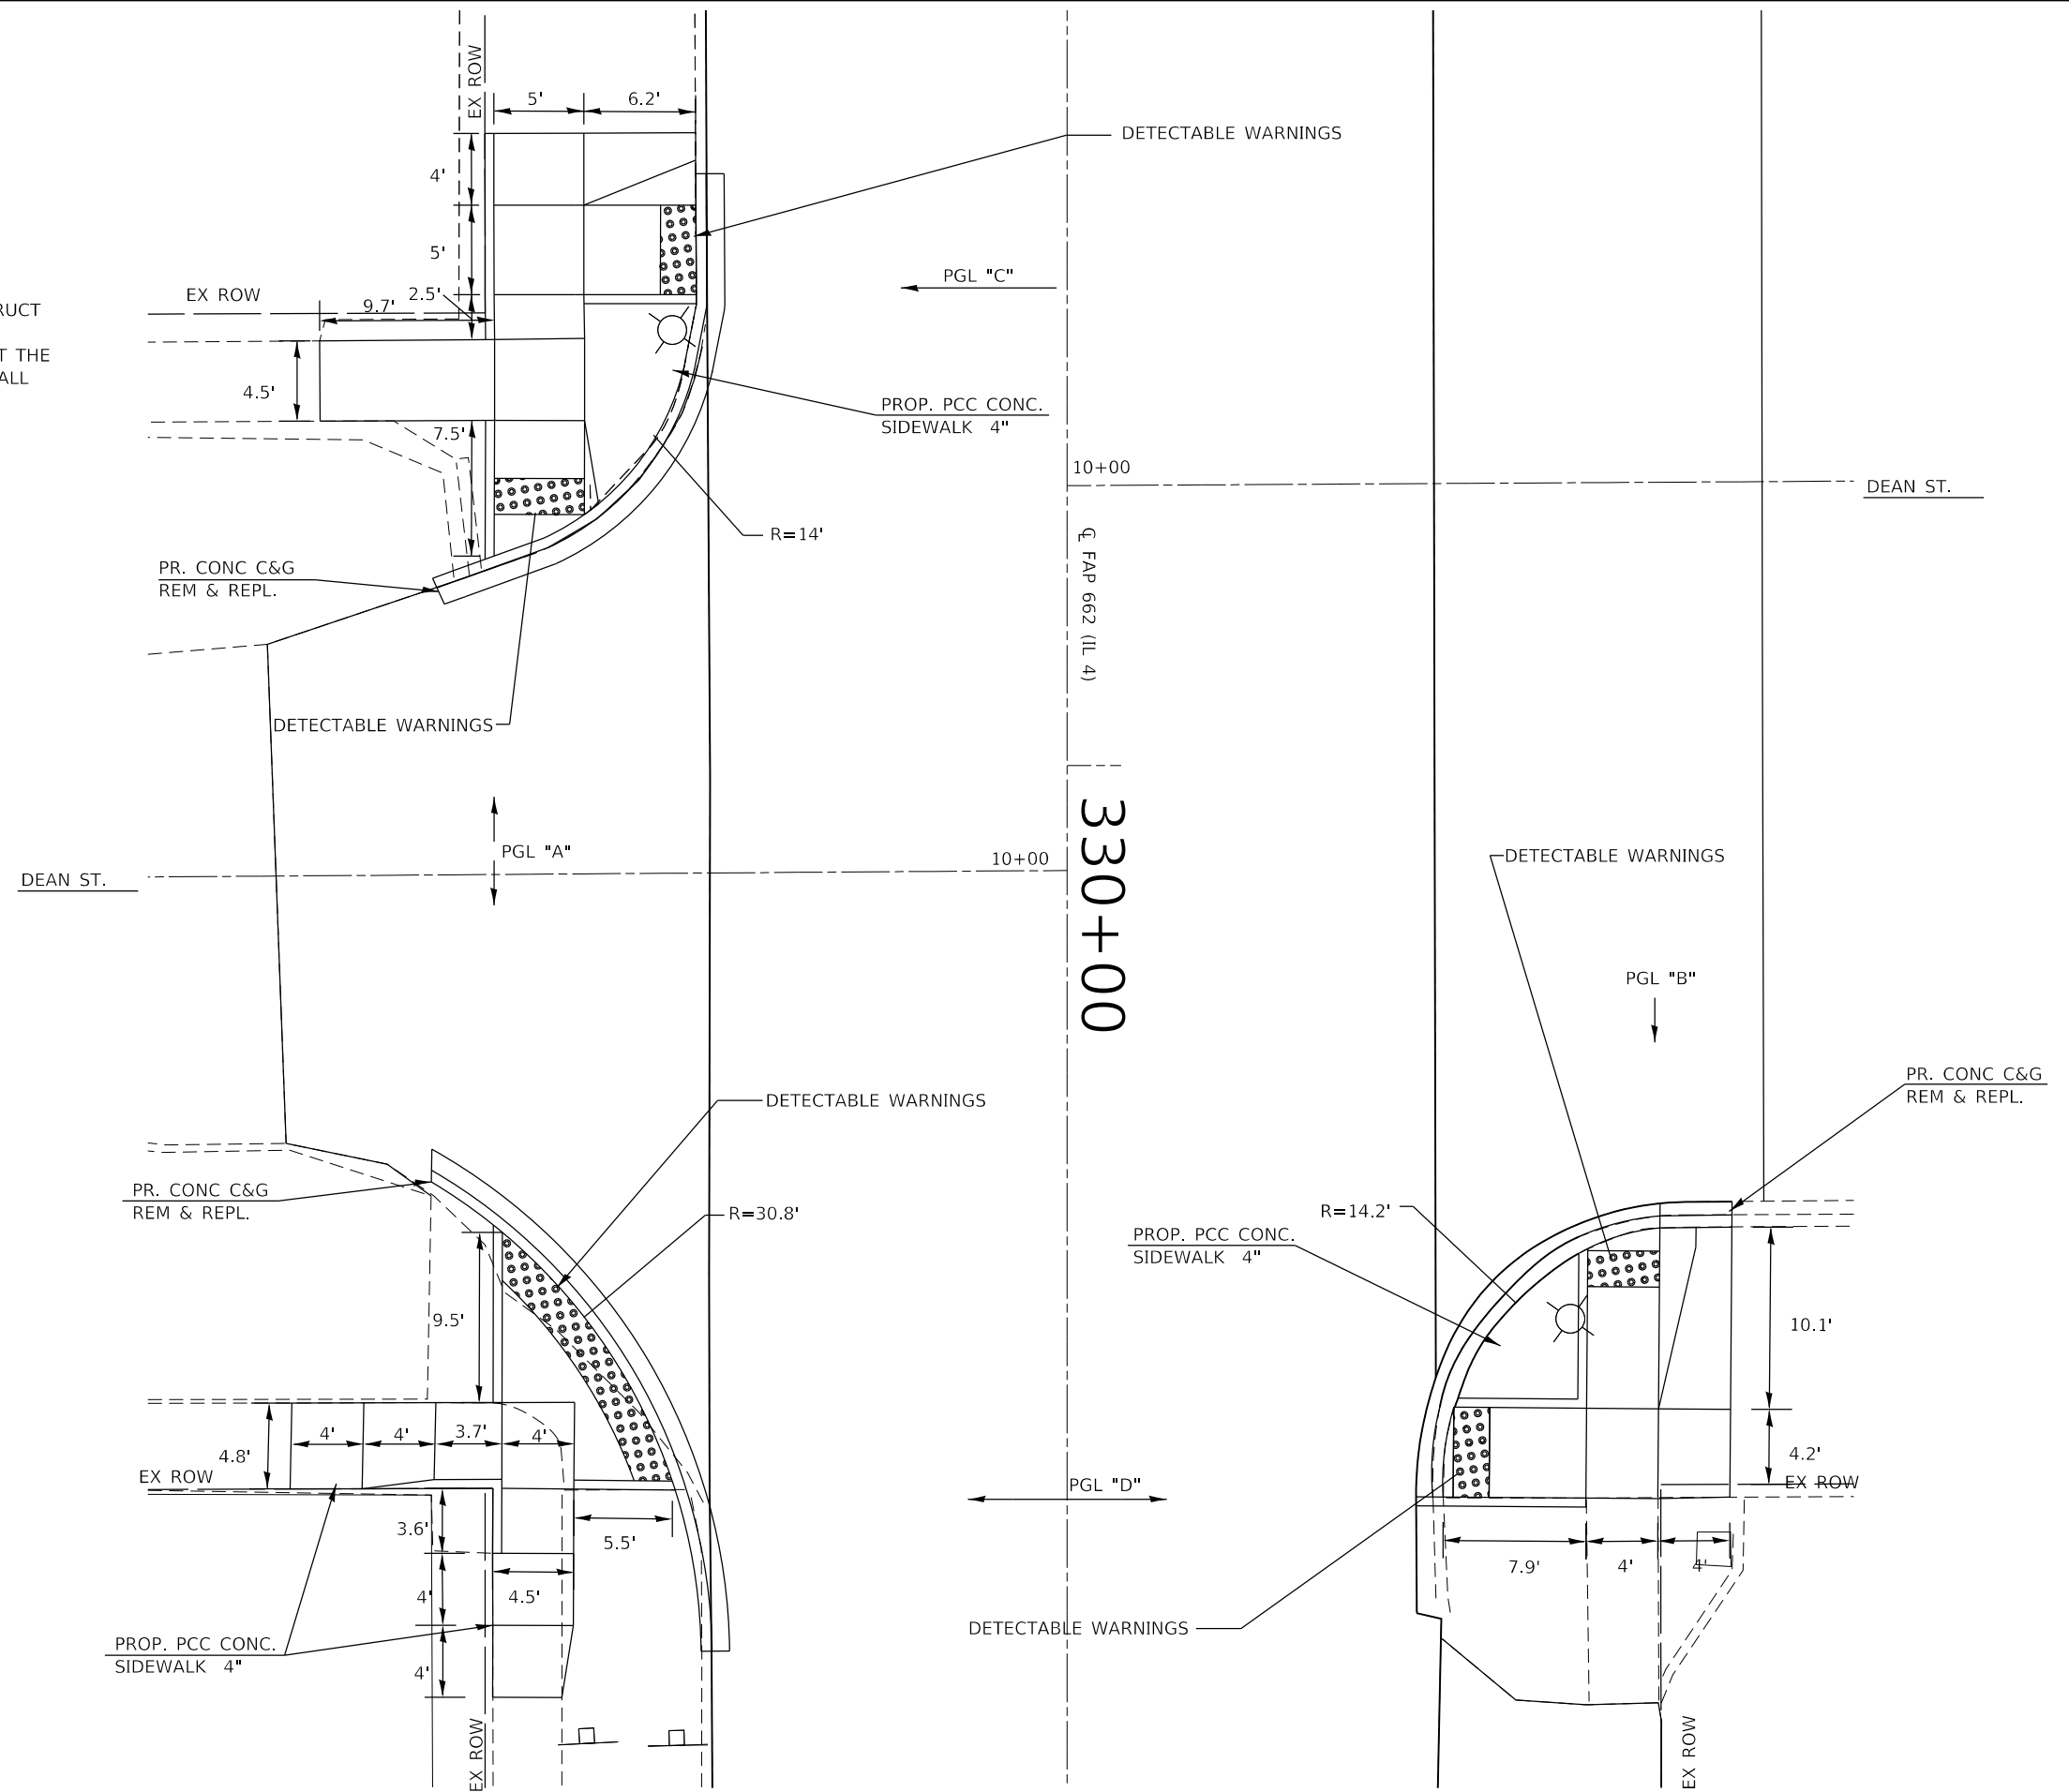 EX ROW
5'
6.2'
DETECTABLE WARNINGS
4'
5'
PGL "C"
EX ROW
2.5'
9.7'
RUCT
T THE
ALL
4.5'
7.5'
PROP. PCC CONC.
SIDEWALK 4"
10+00
DEAN ST.
R=14'
℄ FAP 662 (IL 4)
PR. CONC C&G
REM & REPL.
DETECTABLE WARNINGS
330+00
PGL "A"
10+00
DEAN ST.
DETECTABLE WARNINGS
PGL "B"
DETECTABLE WARNINGS
PR. CONC C&G
REM & REPL.
PR. CONC C&G
REM & REPL.
R=30.8'
R=14.2'
PROP. PCC CONC.
SIDEWALK 4"
9.5'
10.1'
4'
4'
3.7'
4'
4.8'
EX ROW
4.2'
EX ROW
PGL "D"
3.6'
5.5'
7.9'
4'
4'
4'
4.5'
DETECTABLE WARNINGS
PROP. PCC CONC.
SIDEWALK 4"
4'
EX ROW
EX ROW